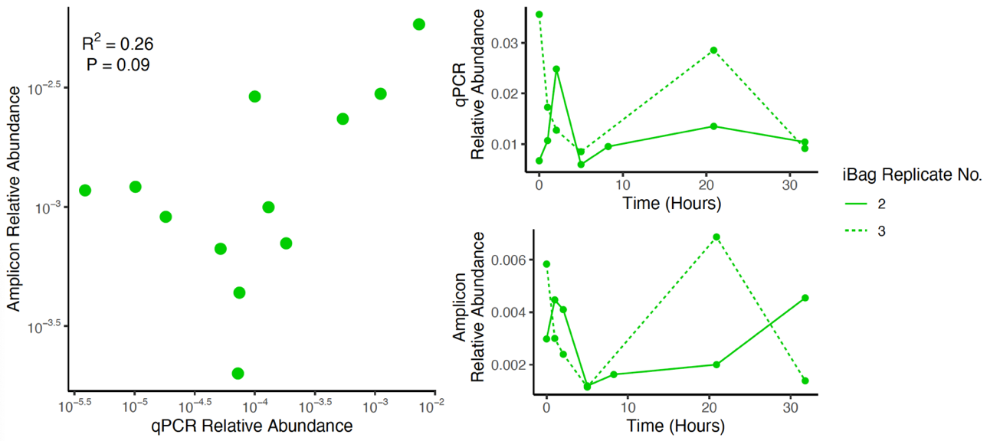 R² = 0.26
P = 0.09
Amplicon Relative Abundance
10⁻²·⁵
10⁻³
10⁻³·⁵
10⁻⁵·⁵ 10⁻⁵ 10⁻⁴·⁵ 10⁻⁴ 10⁻³·⁵ 10⁻³ 10⁻²
qPCR Relative Abundance
qPCR
Relative Abundance
0.03
0.02
0.01
0 10 20 30
Time (Hours)
Amplicon
Relative Abundance
0.006
0.004
0.002
0 10 20 30
Time (Hours)
iBag Replicate No.
2
3